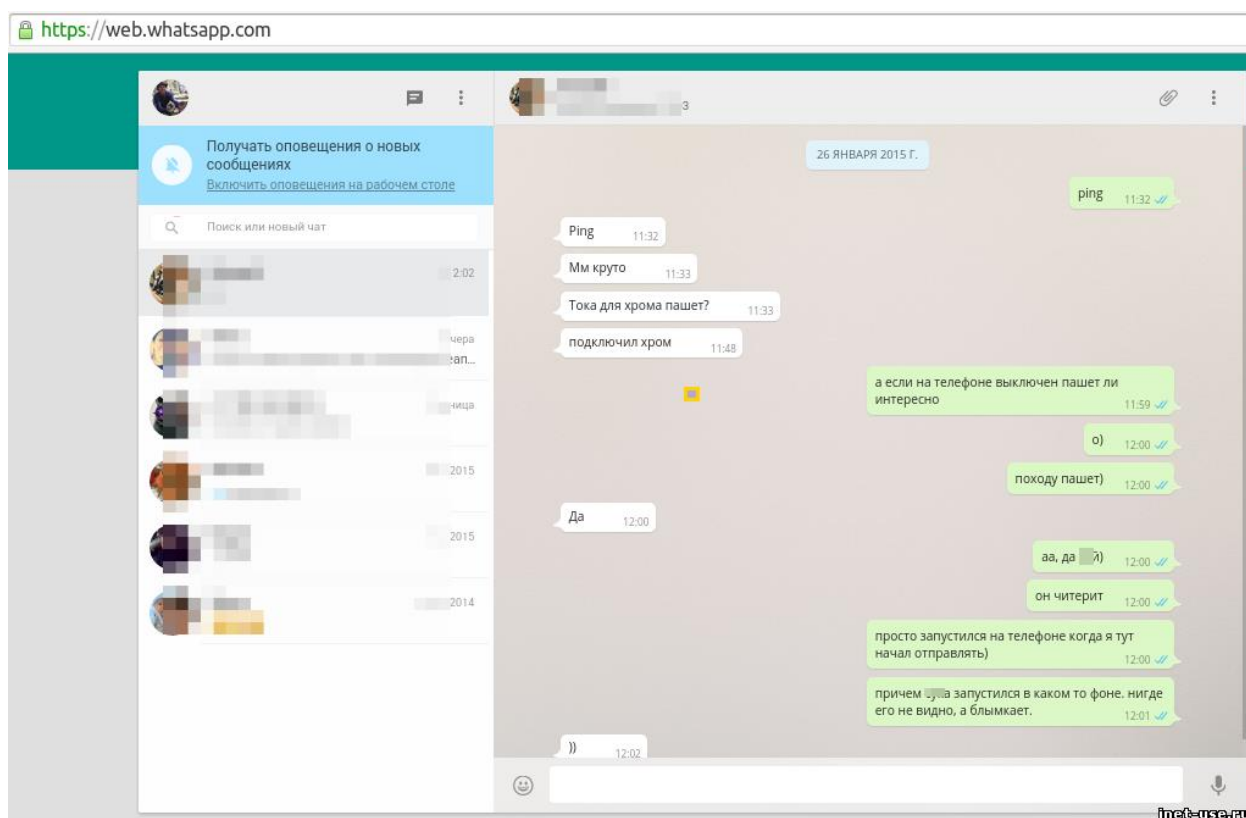 https://web.whatsapp.com
3
Получать оповещения о новых
сообщениях
Включить оповещения на рабочем столе
Поиск или новый чат
2:02
2015
2015
2014
26 ЯНВАРЯ 2015 Г.
ping 11:32
Ping 11:32
Мм круто 11:33
Тока для хрома пашет? 11:33
подключил хром 11:48
а если на телефоне выключен пашет ли
интересно 11:59
о) 12:00
походу пашет) 12:00
Да 12:00
аа, да й) 12:00
он читерит 12:00
просто запустился на телефоне когда я тут
начал отправлять) 12:00
причем запустился в каком то фоне. нигде
его не видно, а блымкает. 12:01
)) 12:02
inet-use.ru